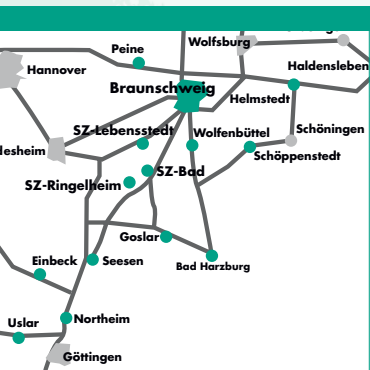 Peine
Wolfsburg
Hannover
Haldensleben
Braunschweig
Helmstedt
SZ-Lebensstedt
Wolfenbüttel
Schöningen
lesheim
Schöppenstedt
SZ-Bad
SZ-Ringelheim
Goslar
Einbeck
Seesen
Bad Harzburg
Uslar
Northeim
Göttingen